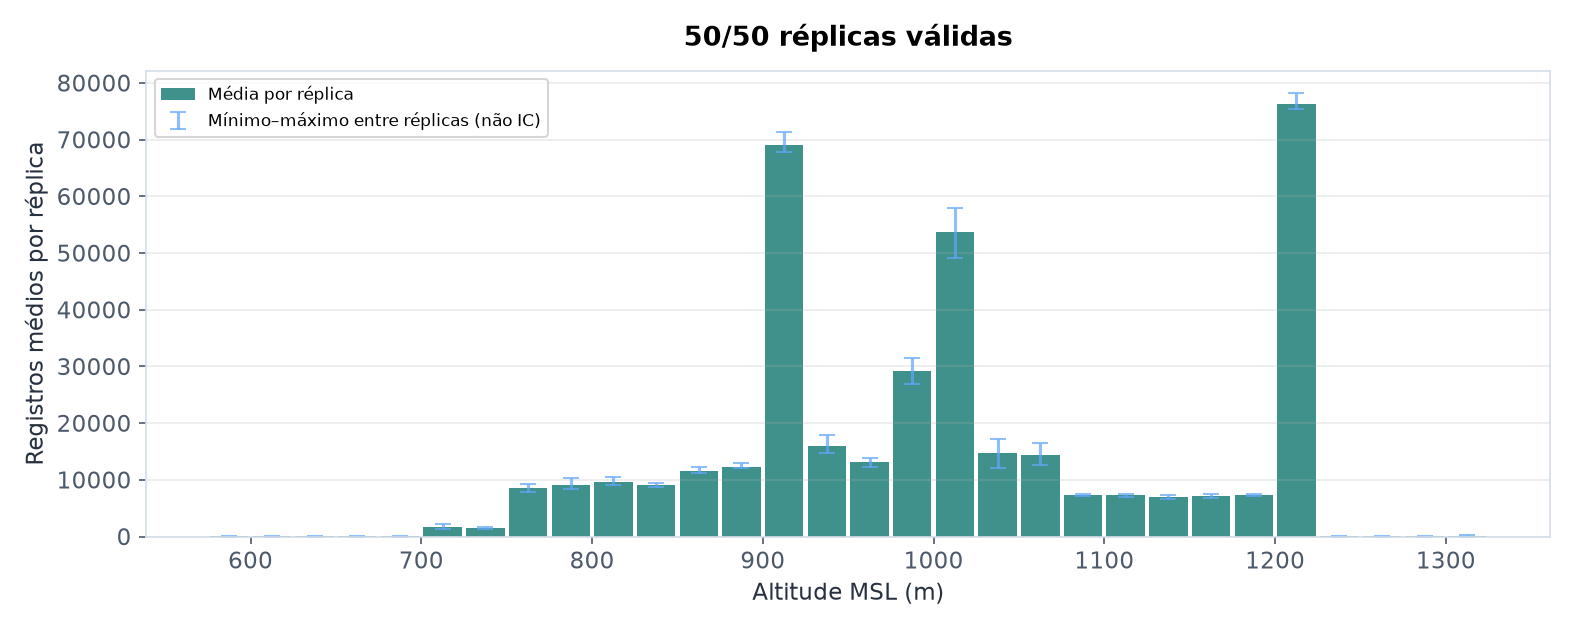 50/50 réplicas válidas
Média por réplica
Mínimo–máximo entre réplicas (não IC)
Registros médios por réplica
80000
70000
60000
50000
40000
30000
20000
10000
0
600 700 800 900 1000 1100 1200 1300
Altitude MSL (m)